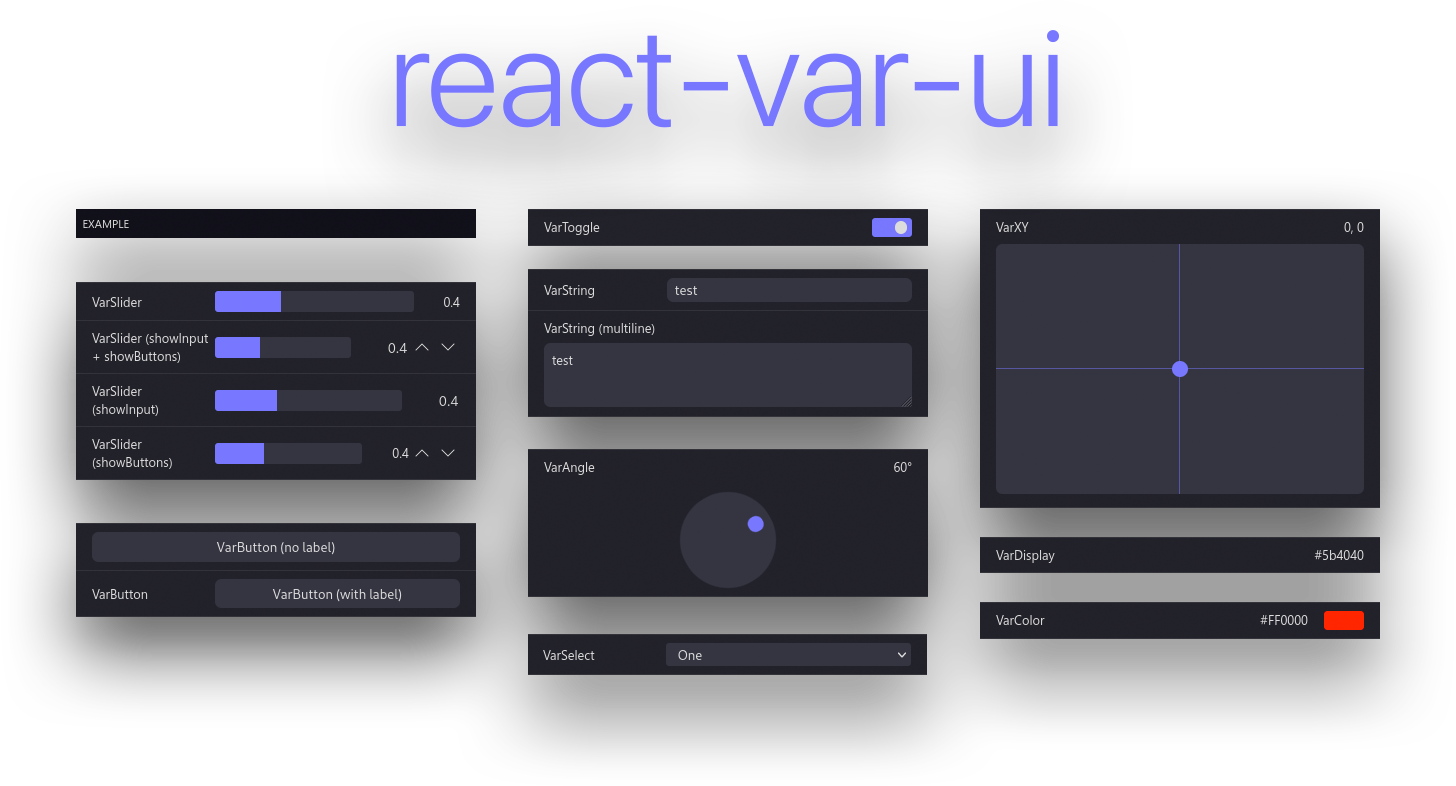 react-var-ui
EXAMPLE
VarSlider 0.4
VarSlider (showInput
+ showButtons) 0.4
VarSlider
(showInput) 0.4
VarSlider
(showButtons) 0.4
VarButton (no label)
VarButton VarButton (with label)
VarToggle
VarString test
VarString (multiline)
test
VarAngle 60°
VarSelect One
VarXY 0, 0
VarDisplay #5b4040
VarColor #FF0000